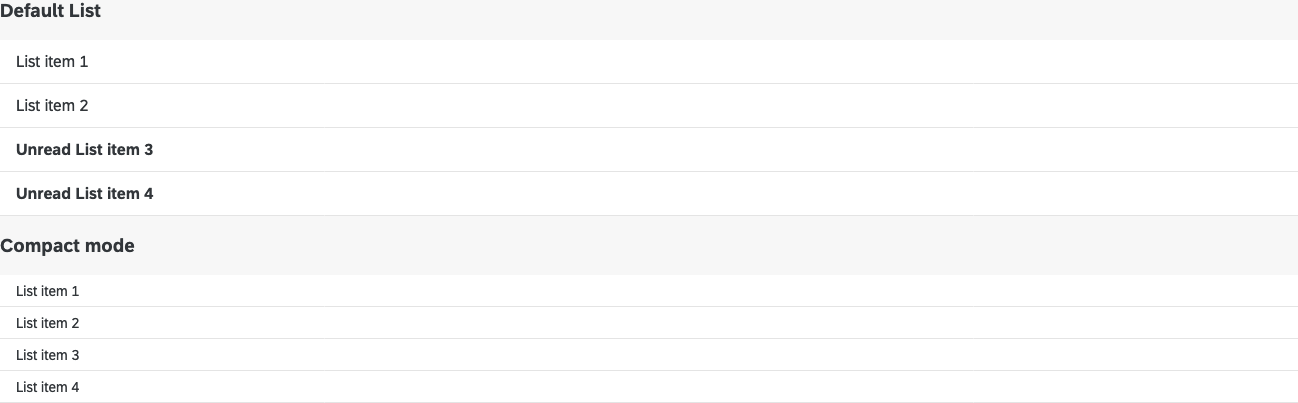 Default List
List item 1
List item 2
Unread List item 3
Unread List item 4
Compact mode
List item 1
List item 2
List item 3
List item 4